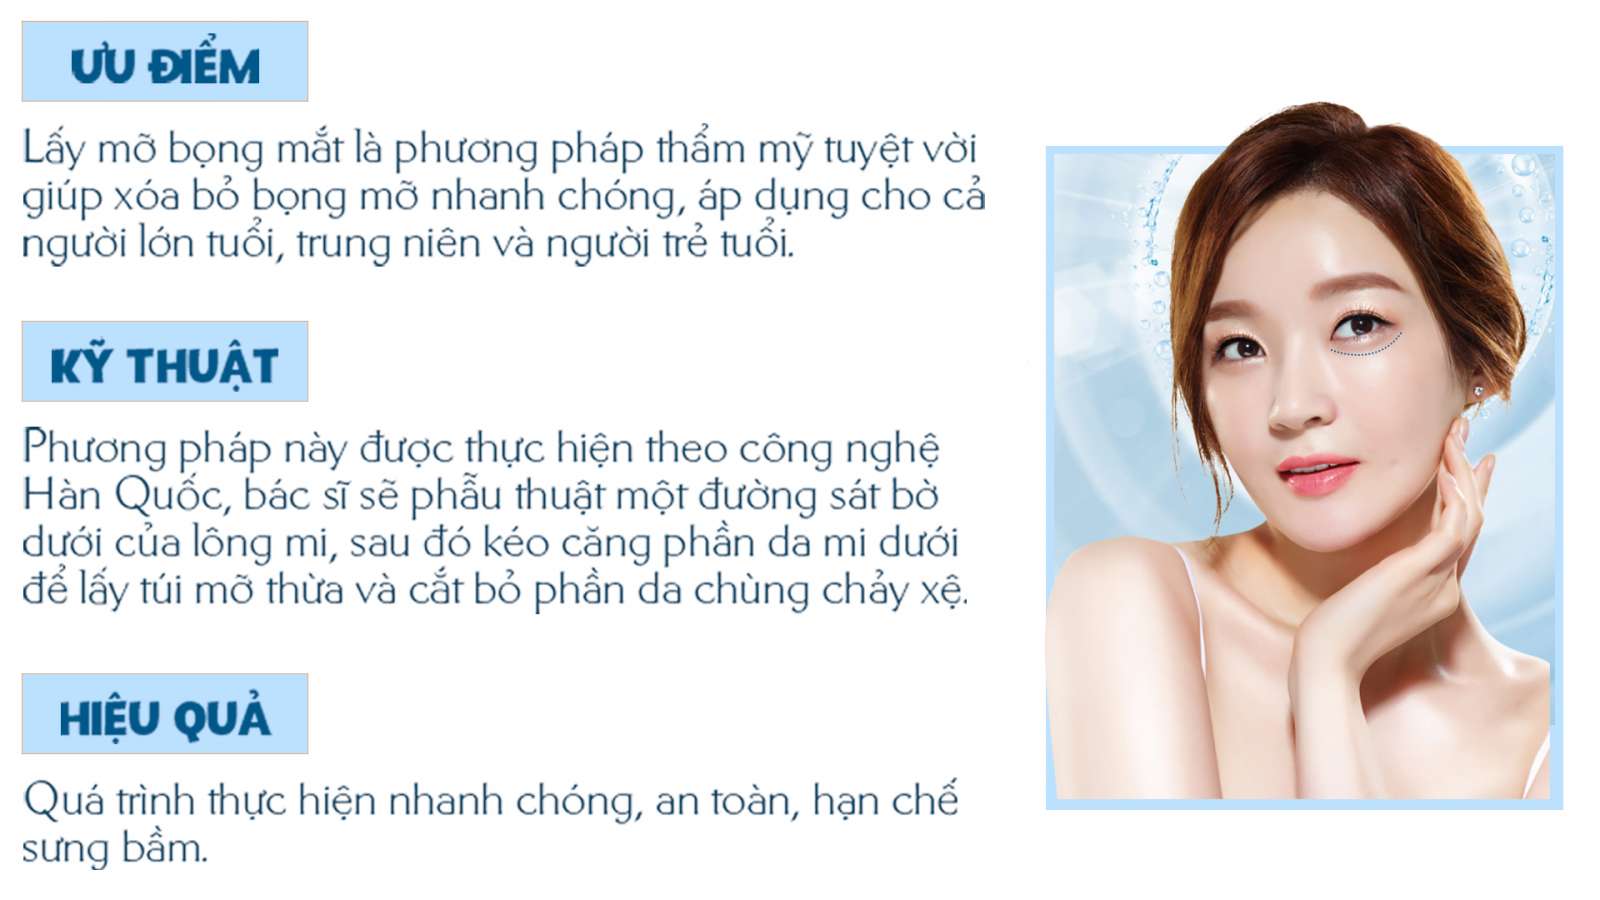 ƯU ĐIỂM
Lấy mỡ bọng mắt là phương pháp thẩm mỹ tuyệt vời
giúp xóa bỏ bọng mỡ nhanh chóng, áp dụng cho cả
người lớn tuổi, trung niên và người trẻ tuổi.
KỸ THUẬT
Phương pháp này được thực hiện theo công nghệ
Hàn Quốc, bác sĩ sẽ phẫu thuật một đường sát bờ
dưới của lông mi, sau đó kéo căng phần da mi dưới
để lấy túi mỡ thừa và cắt bỏ phần da chùng chảy xệ.
HIỆU QUẢ
Quá trình thực hiện nhanh chóng, an toàn, hạn chế
sưng bầm.